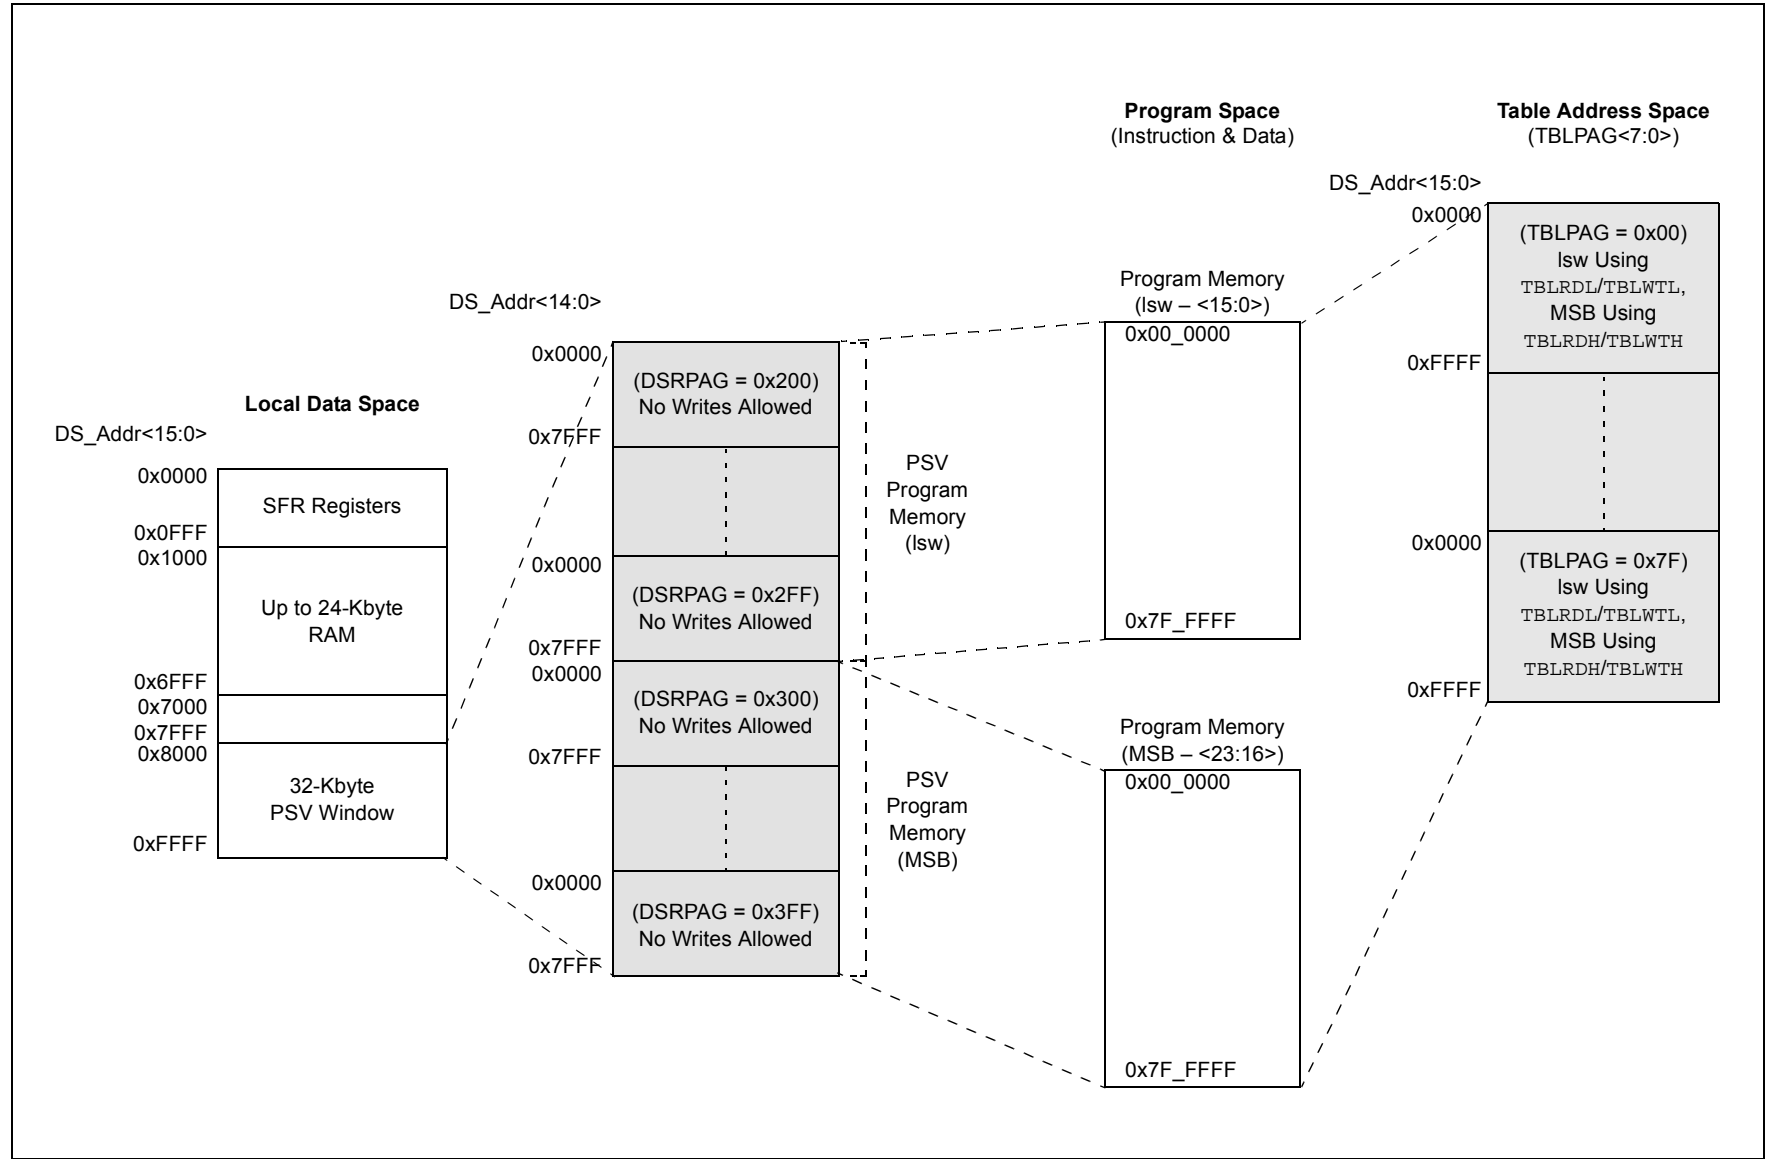 Local Data Space
DS_Addr<15:0>
0x0000
SFR Registers
0x0FFF
0x1000
Up to 24-Kbyte
RAM
0x6FFF
0x7000
0x7FFF
0x8000
32-Kbyte
PSV Window
0xFFFF
DS_Addr<14:0>
0x0000
(DSRPAG = 0x200)
No Writes Allowed
0x7FFF
0x0000
(DSRPAG = 0x2FF)
No Writes Allowed
0x7FFF
0x0000
(DSRPAG = 0x300)
No Writes Allowed
0x7FFF
0x0000
(DSRPAG = 0x3FF)
No Writes Allowed
0x7FFF
PSV
Program
Memory
(lsw)
PSV
Program
Memory
(MSB)
Program Space
(Instruction & Data)
Program Memory
(lsw – <15:0>)
0x00_0000
0x7F_FFFF
Program Memory
(MSB – <23:16>)
0x00_0000
0x7F_FFFF
Table Address Space
(TBLPAG<7:0>)
DS_Addr<15:0>
0x0000
(TBLPAG = 0x00)
lsw Using
TBLRDL/TBLWTL,
MSB Using
TBLRDH/TBLWTH
0xFFFF
0x0000
(TBLPAG = 0x7F)
lsw Using
TBLRDL/TBLWTL,
MSB Using
TBLRDH/TBLWTH
0xFFFF